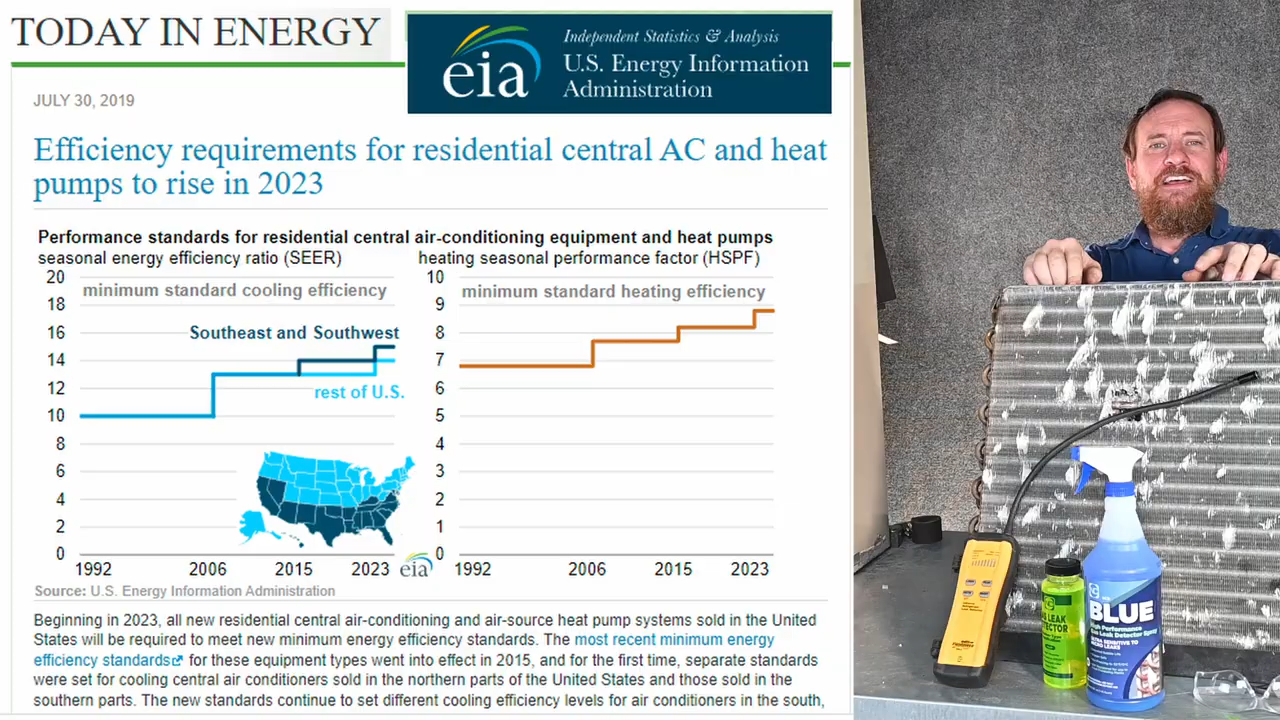 TODAY IN ENERGY
eia
Independent Statistics & Analysis
U.S. Energy Information
Administration
JULY 30, 2019
Efficiency requirements for residential central AC and heat
pumps to rise in 2023
Performance standards for residential central air-conditioning equipment and heat pumps
seasonal energy efficiency ratio (SEER)
20
minimum standard cooling efficiency
18
Southeast and Southwest
16
14
rest of U.S.
12
10
8
6
4
2
0
1992 2006 2015 2023
eia
heating seasonal performance factor (HSPF)
10
minimum standard heating efficiency
9
8
7
6
5
4
3
2
1
0
1992 2006 2015 2023
Source: U.S. Energy Information Administration
Beginning in 2023, all new residential central air-conditioning and air-source heat pump systems sold in the United
States will be required to meet new minimum energy efficiency standards. The most recent minimum energy
efficiency standards for these equipment types went into effect in 2015, and for the first time, separate standards
were set for cooling central air conditioners sold in the northern parts of the United States and those sold in the
southern parts. The new standards continue to set different cooling efficiency levels for air conditioners in the south,
BLUE
High Performance
Gas Leak Detector Spray